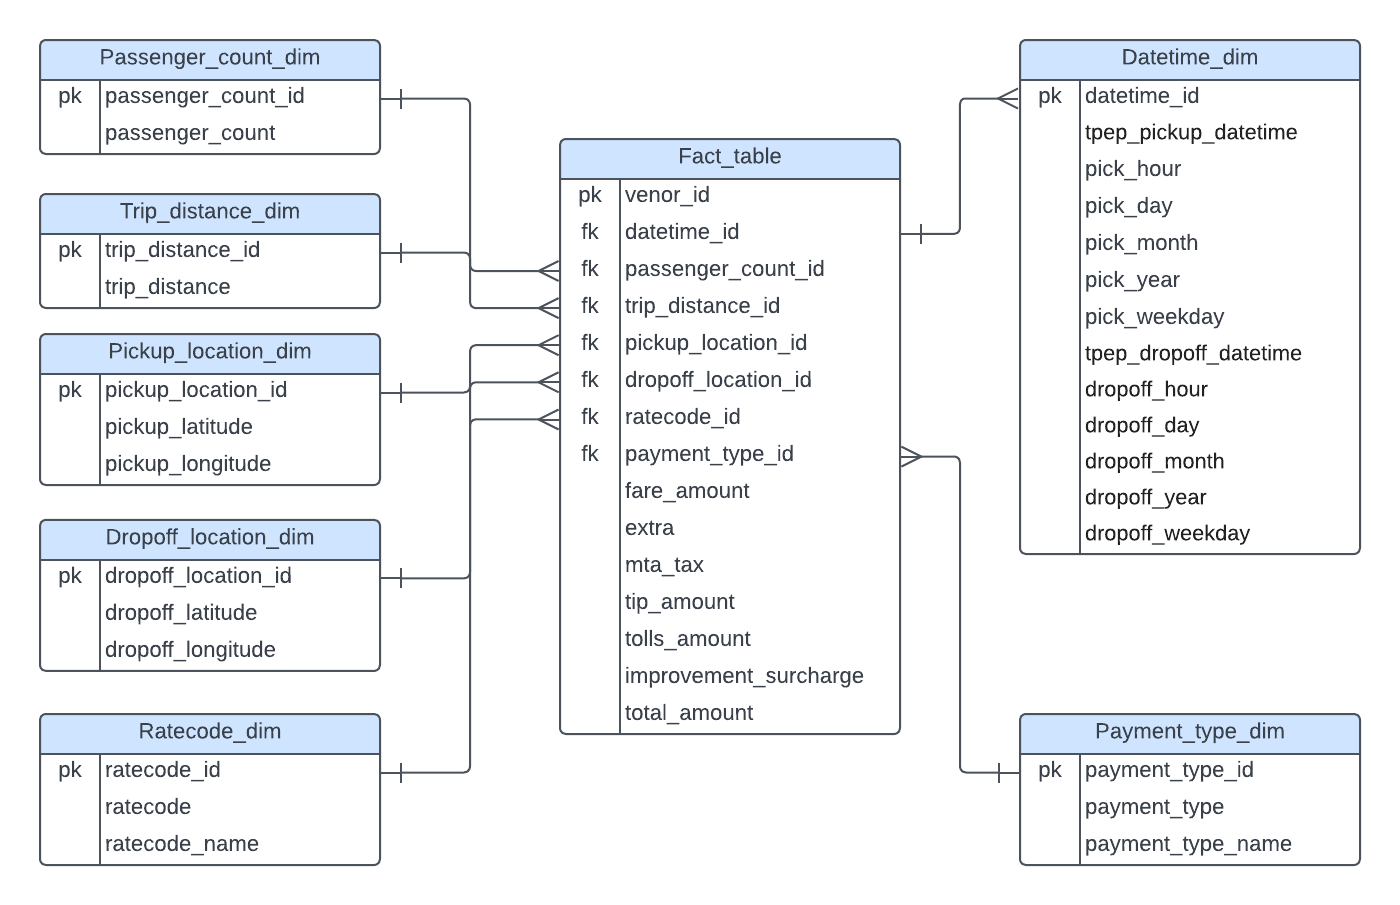 Passenger_count_dim
pk passenger_count_id
passenger_count
Trip_distance_dim
pk trip_distance_id
trip_distance
Pickup_location_dim
pk pickup_location_id
pickup_latitude
pickup_longitude
Dropoff_location_dim
pk dropoff_location_id
dropoff_latitude
dropoff_longitude
Ratecode_dim
pk ratecode_id
ratecode
ratecode_name
Fact_table
pk venor_id
fk datetime_id
fk passenger_count_id
fk trip_distance_id
fk pickup_location_id
fk dropoff_location_id
fk ratecode_id
fk payment_type_id
fare_amount
extra
mta_tax
tip_amount
tolls_amount
improvement_surcharge
total_amount
Datetime_dim
pk datetime_id
tpep_pickup_datetime
pick_hour
pick_day
pick_month
pick_year
pick_weekday
tpep_dropoff_datetime
dropoff_hour
dropoff_day
dropoff_month
dropoff_year
dropoff_weekday
Payment_type_dim
pk payment_type_id
payment_type
payment_type_name